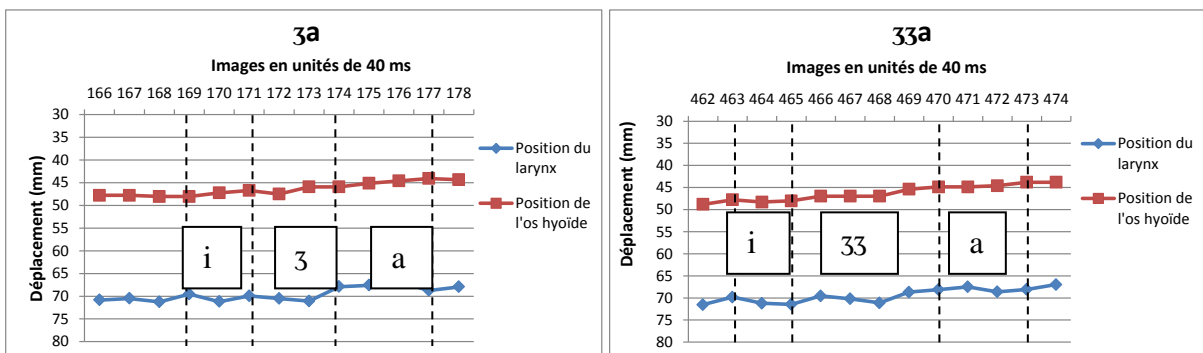 ʒa
Images en unités de 40 ms
166 167 168 169 170 171 172 173 174 175 176 177 178
Déplacement (mm)
30
35
40
45
50
55
60
65
70
75
80
i
ʒ
a
Position du larynx
Position de l'os hyoïde
ʒʒa
Images en unités de 40 ms
462 463 464 465 466 467 468 469 470 471 472 473 474
Déplacement (mm)
30
35
40
45
50
55
60
65
70
75
80
i
ʒʒ
a
Position du larynx
Position de l'os hyoïde